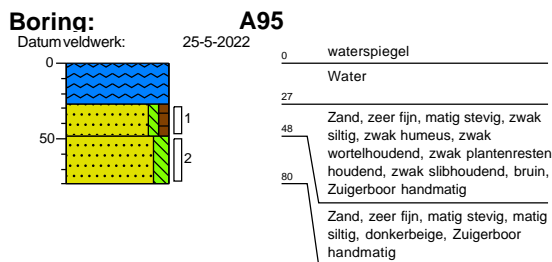 Boring: A95
Datum veldwerk: 25-5-2022
0
50
1
2
0 waterspiegel
Water
27
Zand, zeer fijn, matig stevig, zwak
siltig, zwak humeus, zwak
wortelhoudend, zwak plantenresten
houdend, zwak slibhoudend, bruin,
Zuigerboor handmatig
48
80
Zand, zeer fijn, matig stevig, matig
siltig, donkerbeige, Zuigerboor
handmatig